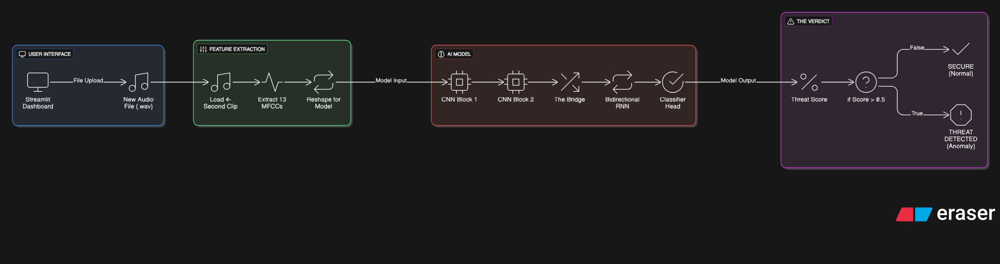 USER INTERFACE
Streamlit
Dashboard
File Upload
New Audio
File (.wav)
FEATURE EXTRACTION
Load 4-
Second Clip
Extract 13
MFCCs
Reshape for
Model
Model Input
AI MODEL
CNN Block 1
CNN Block 2
The Bridge
Bidirectional
RNN
Classifier
Head
Model Output
THE VERDICT
Threat Score
if Score > 0.5
False
SECURE
(Normal)
True
THREAT
DETECTED
(Anomaly)
eraser